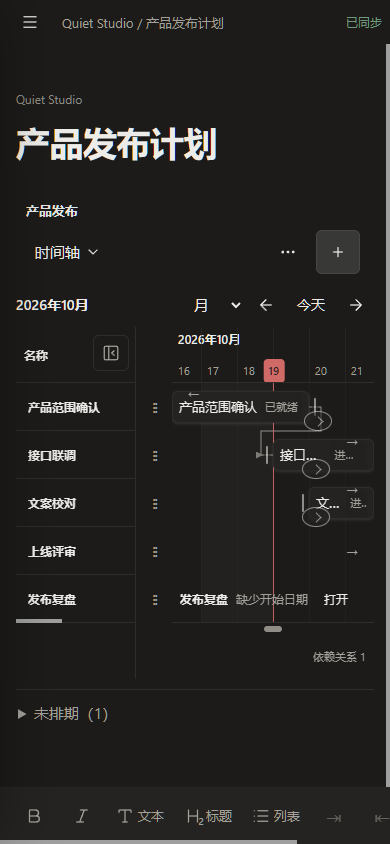 Quiet Studio / 产品发布计划
已同步
Quiet Studio
产品发布计划
产品发布
时间轴
2026年10月
月
今天
2026年10月
名称
16 17 18 19 20 21
产品范围确认
产品范围确认 已就绪
接口联调
接口... 进...
文案校对
文... 进...
上线评审
发布复盘
发布复盘 缺少开始日期 打开
依赖关系 1
未排期（1）
B I T 文本 H2 标题 列表